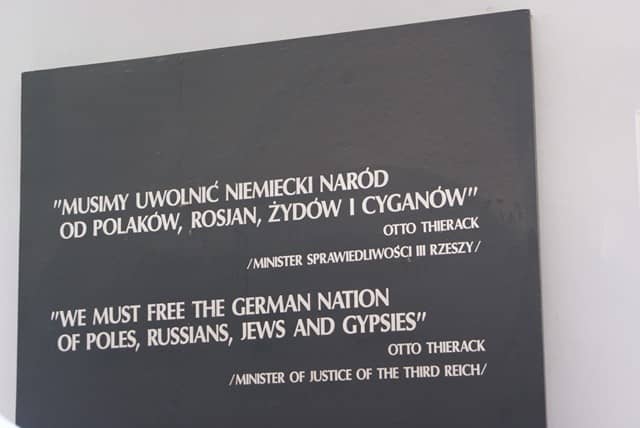 "MUSIMY UWOLNIĆ NIEMIECKI NARÓD
OD POLAKÓW, ROSJAN, ŻYDÓW I CYGANÓW"
OTTO THIERACK
/MINISTER SPRAWIEDLIWOŚCI III RZESZY/
"WE MUST FREE THE GERMAN NATION
OF POLES, RUSSIANS, JEWS AND GYPSIES"
OTTO THIERACK
/MINISTER OF JUSTICE OF THE THIRD REICH/